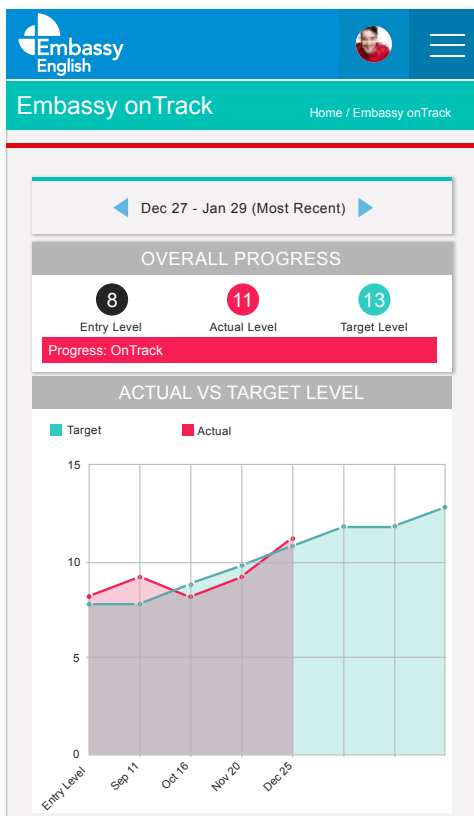 Embassy
English
Embassy onTrack
Home / Embassy onTrack
Dec 27 - Jan 29 (Most Recent)
OVERALL PROGRESS
8 11 13
Entry Level Actual Level Target Level
Progress: OnTrack
ACTUAL VS TARGET LEVEL
Target Actual
15
10
5
0
Entry Level Sep 11 Oct 16 Nov 20 Dec 25